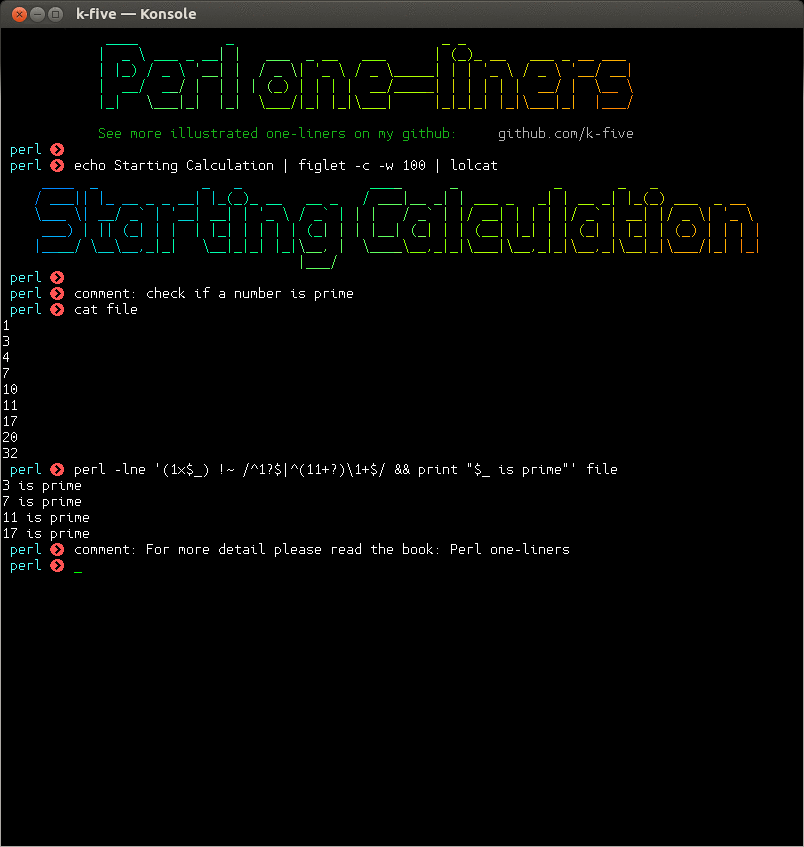 k-five — Konsole
Perl one-liners
See more illustrated one-liners on my github: github.com/k-five
perl
perl echo Starting Calculation | figlet -c -w 100 | lolcat
Starting Calculation
perl
perl comment: check if a number is prime
perl cat file
1
3
4
7
10
11
17
20
32
perl perl -lne '(1x$_) !~ /^1?$|^(11+?)\1+$/ && print "$_ is prime"' file
3 is prime
7 is prime
11 is prime
17 is prime
perl comment: For more detail please read the book: Perl one-liners
perl _